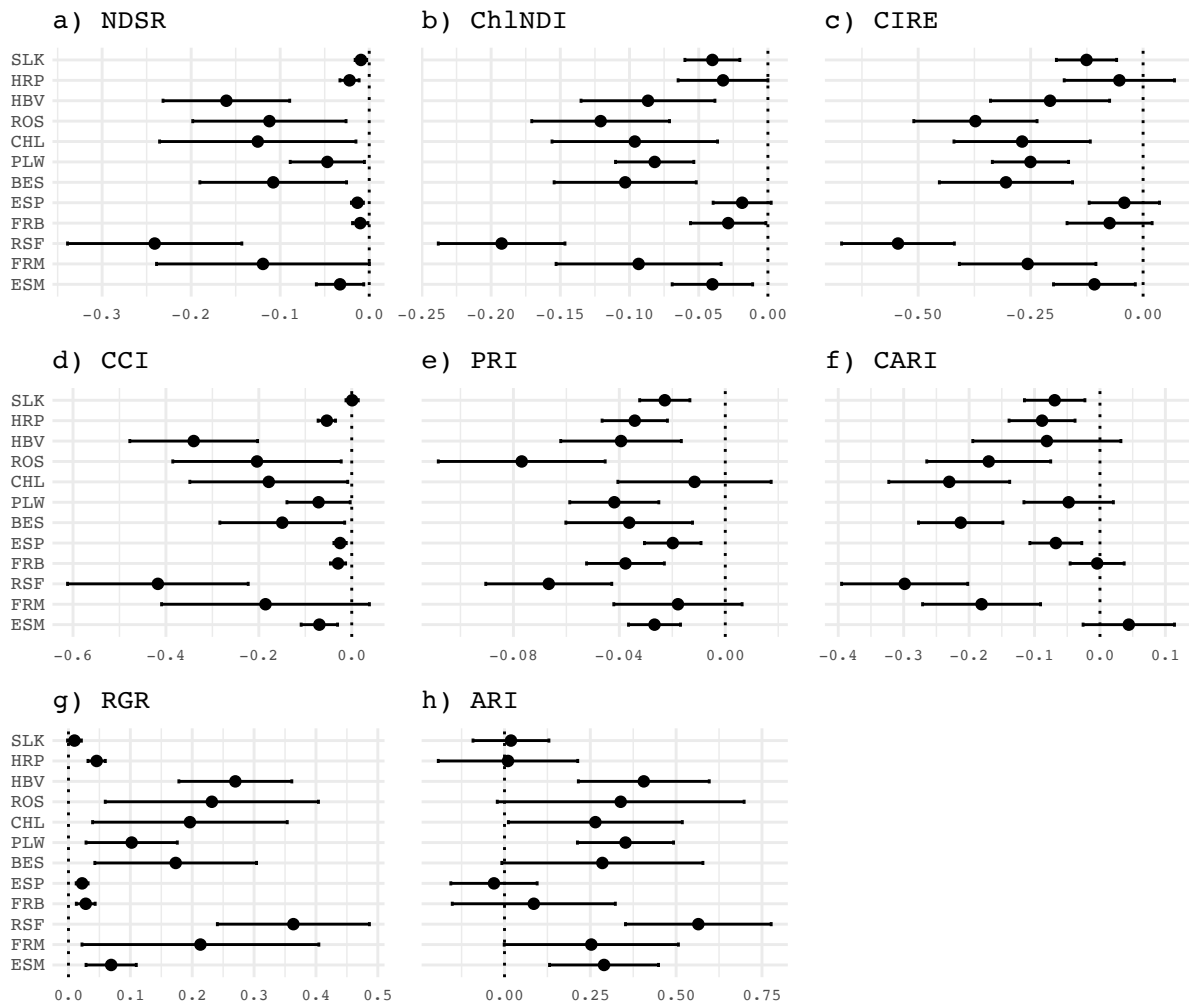 a) NDSR
b) ChlNDI
c) CIRE
SLK
HRP
HBV
ROS
CHL
PLW
BES
ESP
FRB
RSF
FRM
ESM
−0.3 −0.2 −0.1 0.0
−0.25 −0.20 −0.15 −0.10 −0.05 0.00
−0.50 −0.25 0.00
d) CCI
e) PRI
f) CARI
SLK
HRP
HBV
ROS
CHL
PLW
BES
ESP
FRB
RSF
FRM
ESM
−0.6 −0.4 −0.2 0.0
−0.08 −0.04 0.00
−0.4 −0.3 −0.2 −0.1 0.0 0.1
g) RGR
h) ARI
SLK
HRP
HBV
ROS
CHL
PLW
BES
ESP
FRB
RSF
FRM
ESM
0.0 0.1 0.2 0.3 0.4 0.5
0.00 0.25 0.50 0.75